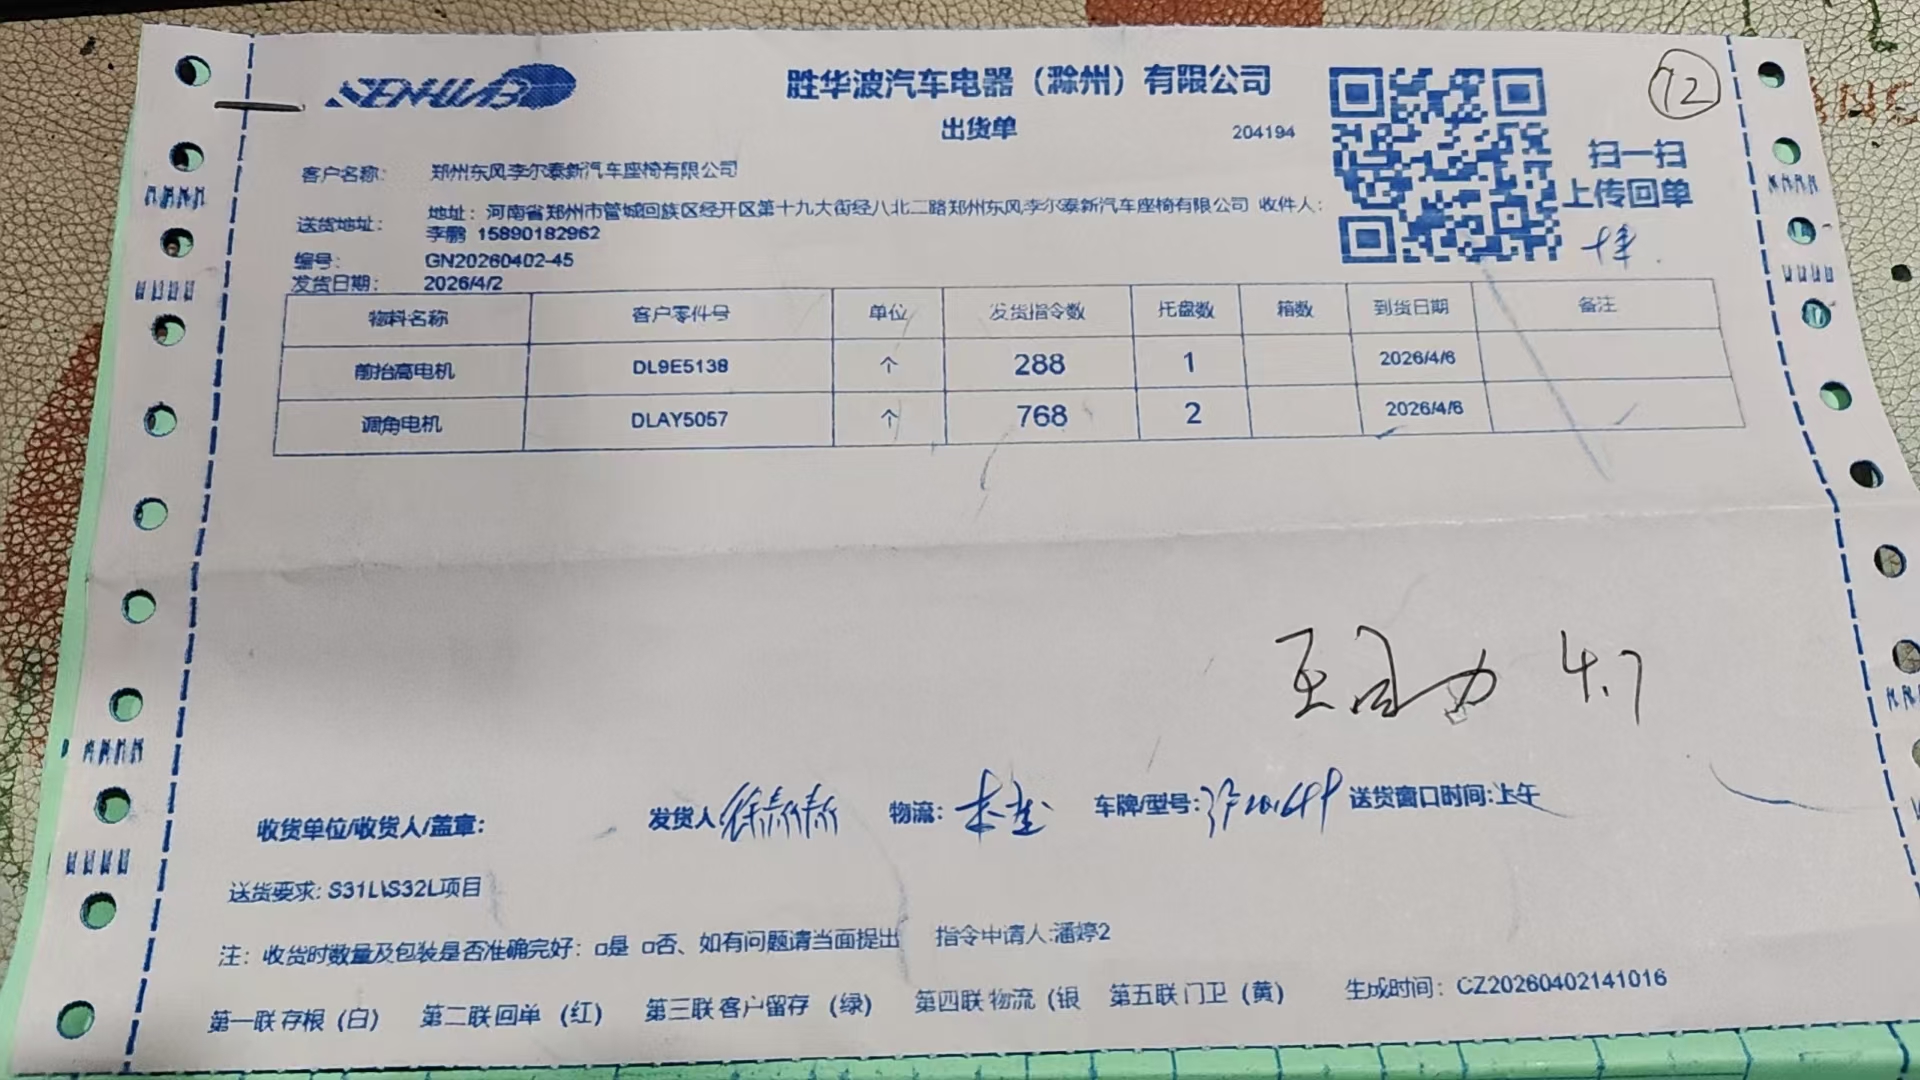 SENHWAB
胜华波汽车电器（滁州）有限公司
12
出货单
204194
扫一扫
上传回单
客户名称: 郑州东风李尔泰新汽车座椅有限公司
送货地址: 地址：河南省郑州市管城回族区经开区第十九大街经八北二路郑州东风李尔泰新汽车座椅有限公司 收件人:
李鹏 15890182962
编号: GN20260402-45
发货日期: 2026/4/2
物料名称 客户零件号 单位 发货指令数 托盘数 箱数 到货日期 备注
前抬高电机 DL9E5138 个 288 1 2026/4/6
调角电机 DLAY5057 个 768 2 2026/4/6
4.7
收货单位/收货人/盖章: 发货人 物流: 车牌/型号: 送货窗口时间:上午
送货要求: S31L\S32L项目
注: 收货时数量及包装是否准确完好: □是 □否、如有问题请当面提出 指令申请人:潘婷2
第一联存根（白） 第二联回单（红） 第三联客户留存（绿） 第四联物流（银 第五联门卫（黄） 生成时间: CZ20260402141016